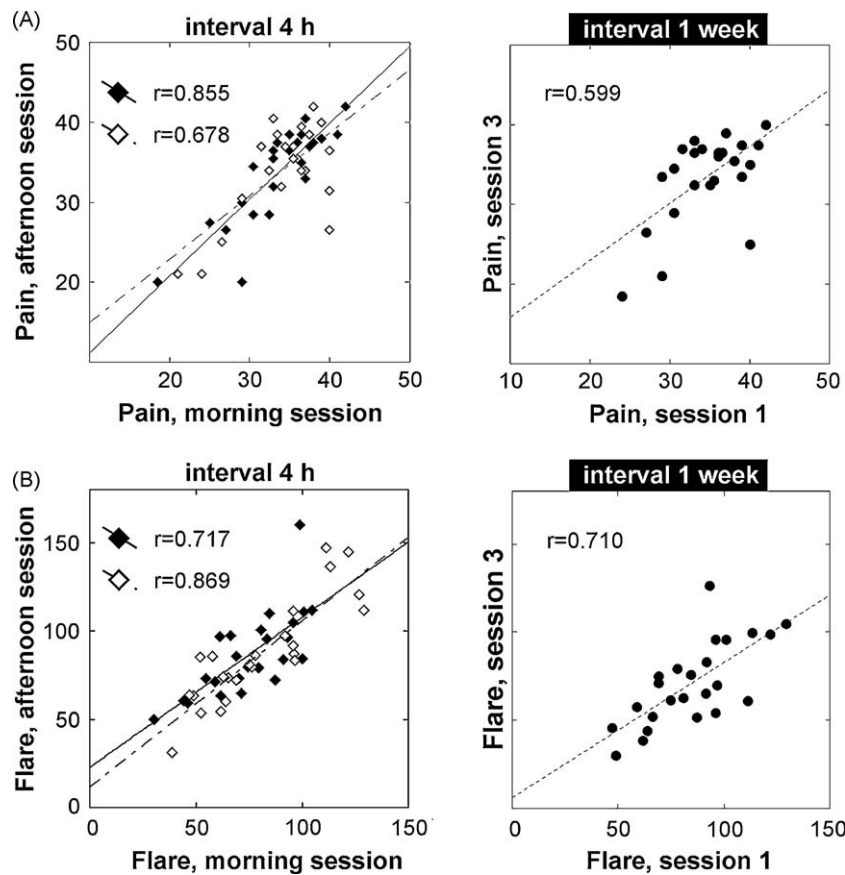 (A)
interval 4 h
50
40
30
20
r=0.855
r=0.678
Pain, afternoon session
20 30 40 50
Pain, morning session
interval 1 week
r=0.599
Pain, session 3
10 20 30 40 50
Pain, session 1
(B)
interval 4 h
150
100
50
0
r=0.717
r=0.869
Flare, afternoon session
0 50 100 150
Flare, morning session
interval 1 week
r=0.710
Flare, session 3
0 50 100 150
Flare, session 1